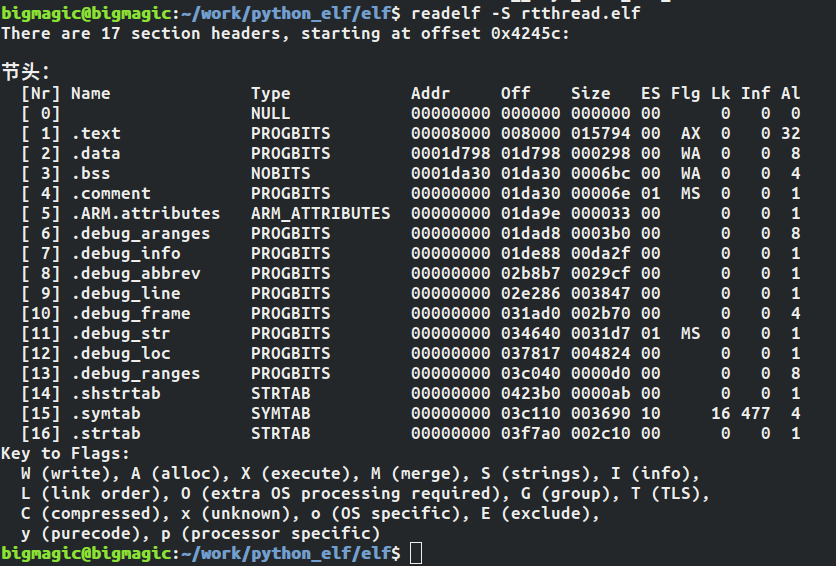 bigmagic@bigmagic:~/work/python_elf/elf$ readelf -S rtthread.elf
There are 17 section headers, starting at offset 0x4245c:
节头：
  [Nr] Name              Type            Addr     Off    Size   ES Flg Lk Inf Al
  [ 0]                   NULL            00000000 000000 000000 00      0   0  0
  [ 1] .text             PROGBITS        00008000 008000 015794 00  AX  0   0 32
  [ 2] .data             PROGBITS        0001d798 01d798 000298 00  WA  0   0  8
  [ 3] .bss              NOBITS          0001da30 01da30 0006bc 00  WA  0   0  4
  [ 4] .comment          PROGBITS        00000000 01da30 00006e 01  MS  0   0  1
  [ 5] .ARM.attributes   ARM_ATTRIBUTES  00000000 01da9e 000033 00      0   0  1
  [ 6] .debug_aranges    PROGBITS        00000000 01dad8 0003b0 00      0   0  8
  [ 7] .debug_info       PROGBITS        00000000 01de88 00da2f 00      0   0  1
  [ 8] .debug_abbrev     PROGBITS        00000000 02b8b7 0029cf 00      0   0  1
  [ 9] .debug_line       PROGBITS        00000000 02e286 003847 00      0   0  1
  [10] .debug_frame      PROGBITS        00000000 031ad0 002b70 00      0   0  4
  [11] .debug_str        PROGBITS        00000000 034640 0031d7 01  MS  0   0  1
  [12] .debug_loc        PROGBITS        00000000 037817 004824 00      0   0  1
  [13] .debug_ranges     PROGBITS        00000000 03c040 0000d0 00      0   0  8
  [14] .shstrtab         STRTAB          00000000 0423b0 0000ab 00      0   0  1
  [15] .symtab           SYMTAB          00000000 03c110 003690 10     16 477  4
  [16] .strtab           STRTAB          00000000 03f7a0 002c10 00      0   0  1
Key to Flags:
  W (write), A (alloc), X (execute), M (merge), S (strings), I (info),
  L (link order), O (extra OS processing required), G (group), T (TLS),
  C (compressed), x (unknown), o (OS specific), E (exclude),
  y (purecode), p (processor specific)
bigmagic@bigmagic:~/work/python_elf/elf$